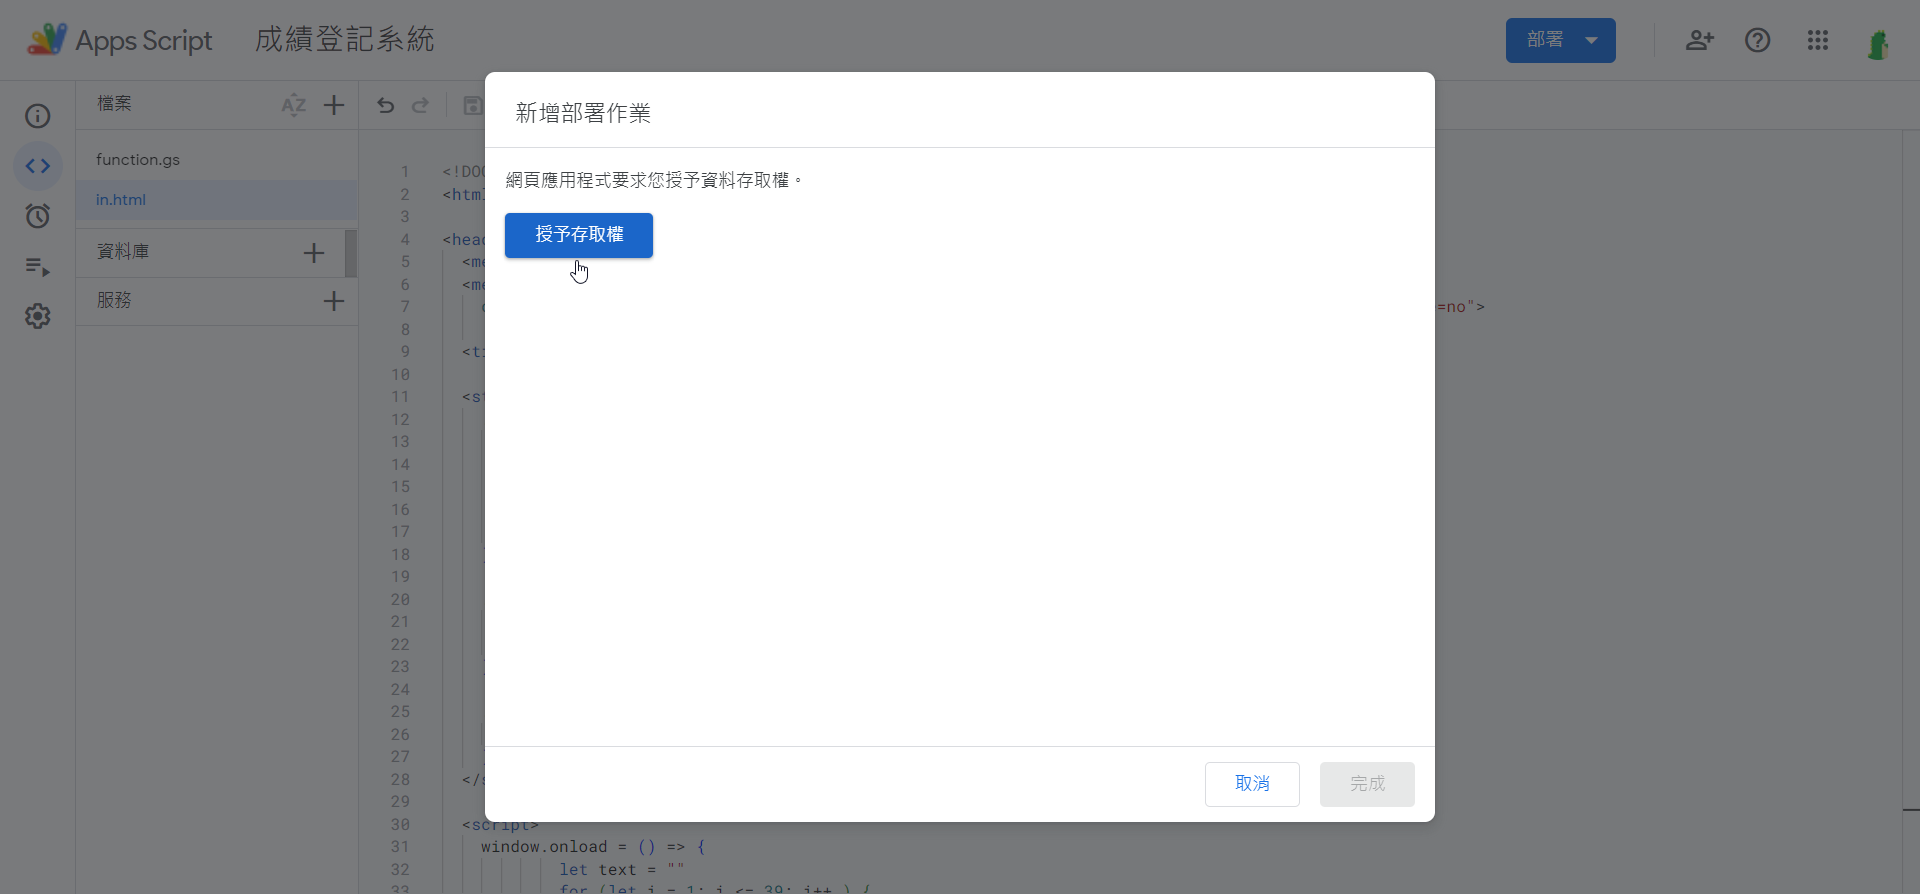 Apps Script 成績登記系統 部署
檔案 AZ
function.gs
in.html
資料庫
服務
新增部署作業
網頁應用程式要求您授予資料存取權。
授予存取權
取消 完成
1 <!DOC
2 <html
3
4 <head
5 <me
6 <me
7 =no">
8
9 <ti
10
11 <st
12
13
14
15
16
17
18
19
20
21
22
23
24
25
26
27
28 </s
29
30 <script>
31 window.onload = () => {
32 let text = ""
33 for (let i = 1; i <= 39; i++ ) {